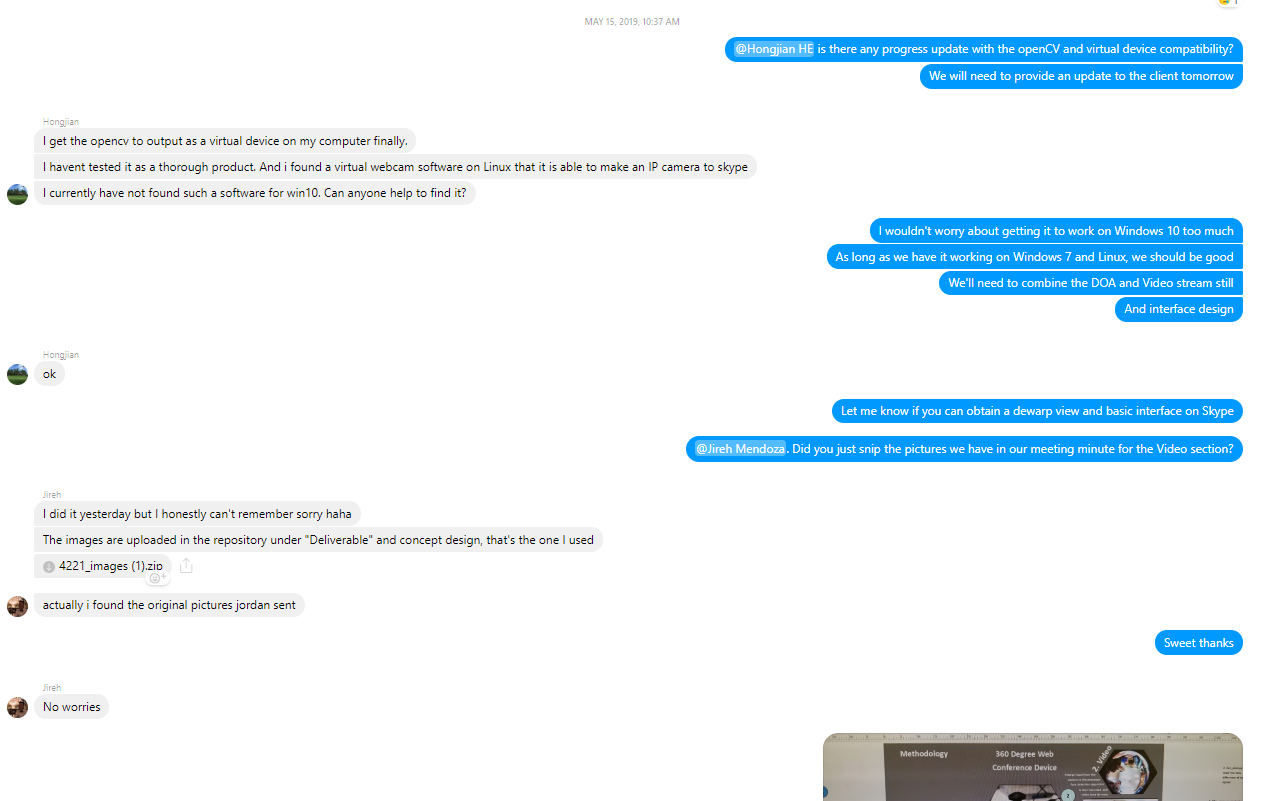 MAY 15, 2019, 10:37 AM
@Hongjian HE is there any progress update with the openCV and virtual device compatibility?
We will need to provide an update to the client tomorrow
Hongjian
I get the opencv to output as a virtual device on my computer finally.
I havent tested it as a thorough product. And i found a virtual webcam software on Linux that it is able to make an IP camera to skype
I currently have not found such a software for win10. Can anyone help to find it?
I wouldn't worry about getting it to work on Windows 10 too much
As long as we have it working on Windows 7 and Linux, we should be good
We'll need to combine the DOA and Video stream still
And interface design
Hongjian
ok
Let me know if you can obtain a dewarp view and basic interface on Skype
@Jireh Mendoza. Did you just snip the pictures we have in our meeting minute for the Video section?
Jireh
I did it yesterday but I honestly can't remember sorry haha
The images are uploaded in the repository under "Deliverable" and concept design, that's the one I used
4221_images (1).zip
actually i found the original pictures jordan sent
Sweet thanks
Jireh
No worries
Methodology
360 Degree Web
Conference Device
2. Video
2